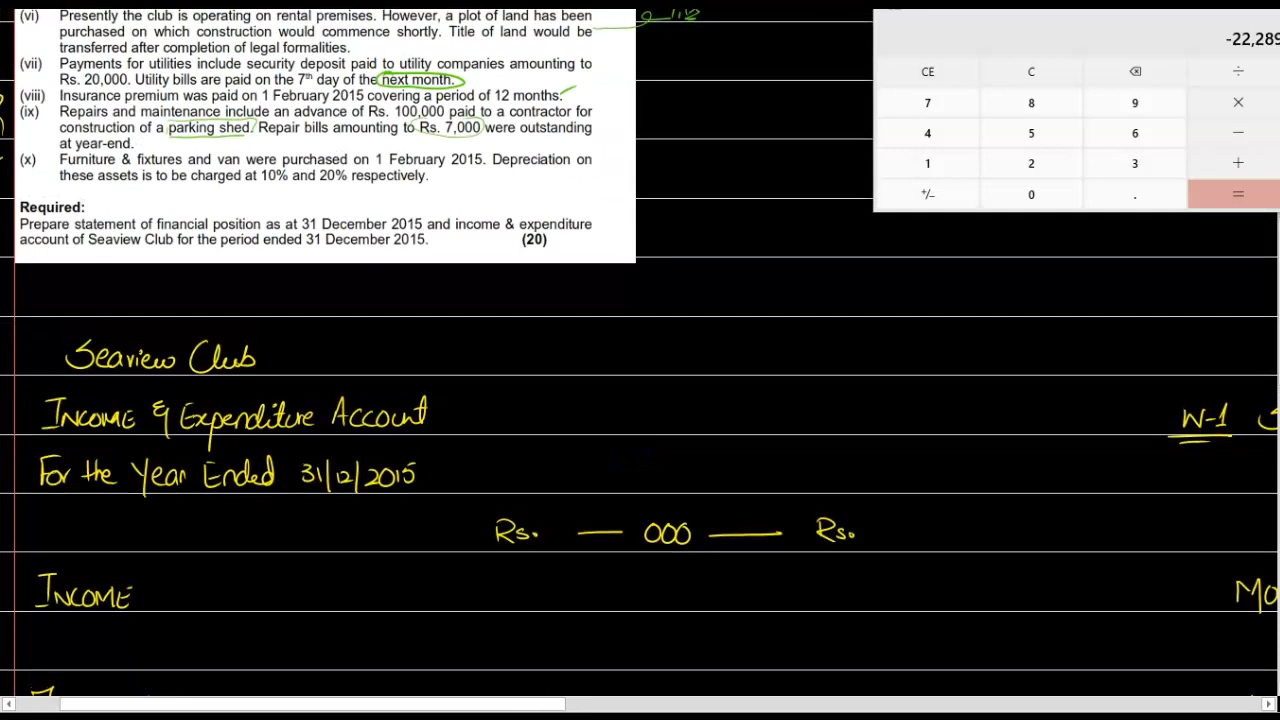 (vi) Presently the club is operating on rental premises. However, a plot of land has been
purchased on which construction would commence shortly. Title of land would be
transferred after completion of legal formalities.
(vii) Payments for utilities include security deposit paid to utility companies amounting to
Rs. 20,000. Utility bills are paid on the 7th day of the next month.
(viii) Insurance premium was paid on 1 February 2015 covering a period of 12 months.
(ix) Repairs and maintenance include an advance of Rs. 100,000 paid to a contractor for
construction of a parking shed. Repair bills amounting to Rs. 7,000 were outstanding
at year-end.
(x) Furniture & fixtures and van were purchased on 1 February 2015. Depreciation on
these assets is to be charged at 10% and 20% respectively.
Required:
Prepare statement of financial position as at 31 December 2015 and income & expenditure
account of Seaview Club for the period ended 31 December 2015. (20)
-22,289
CE C ⌫ ÷
7 8 9 ×
4 5 6 −
1 2 3 +
+/− 0 . =
Seaview Club
Income & Expenditure Account
W-1
For the Year Ended 31/12/2015
Rs. — 000 — Rs.
Income